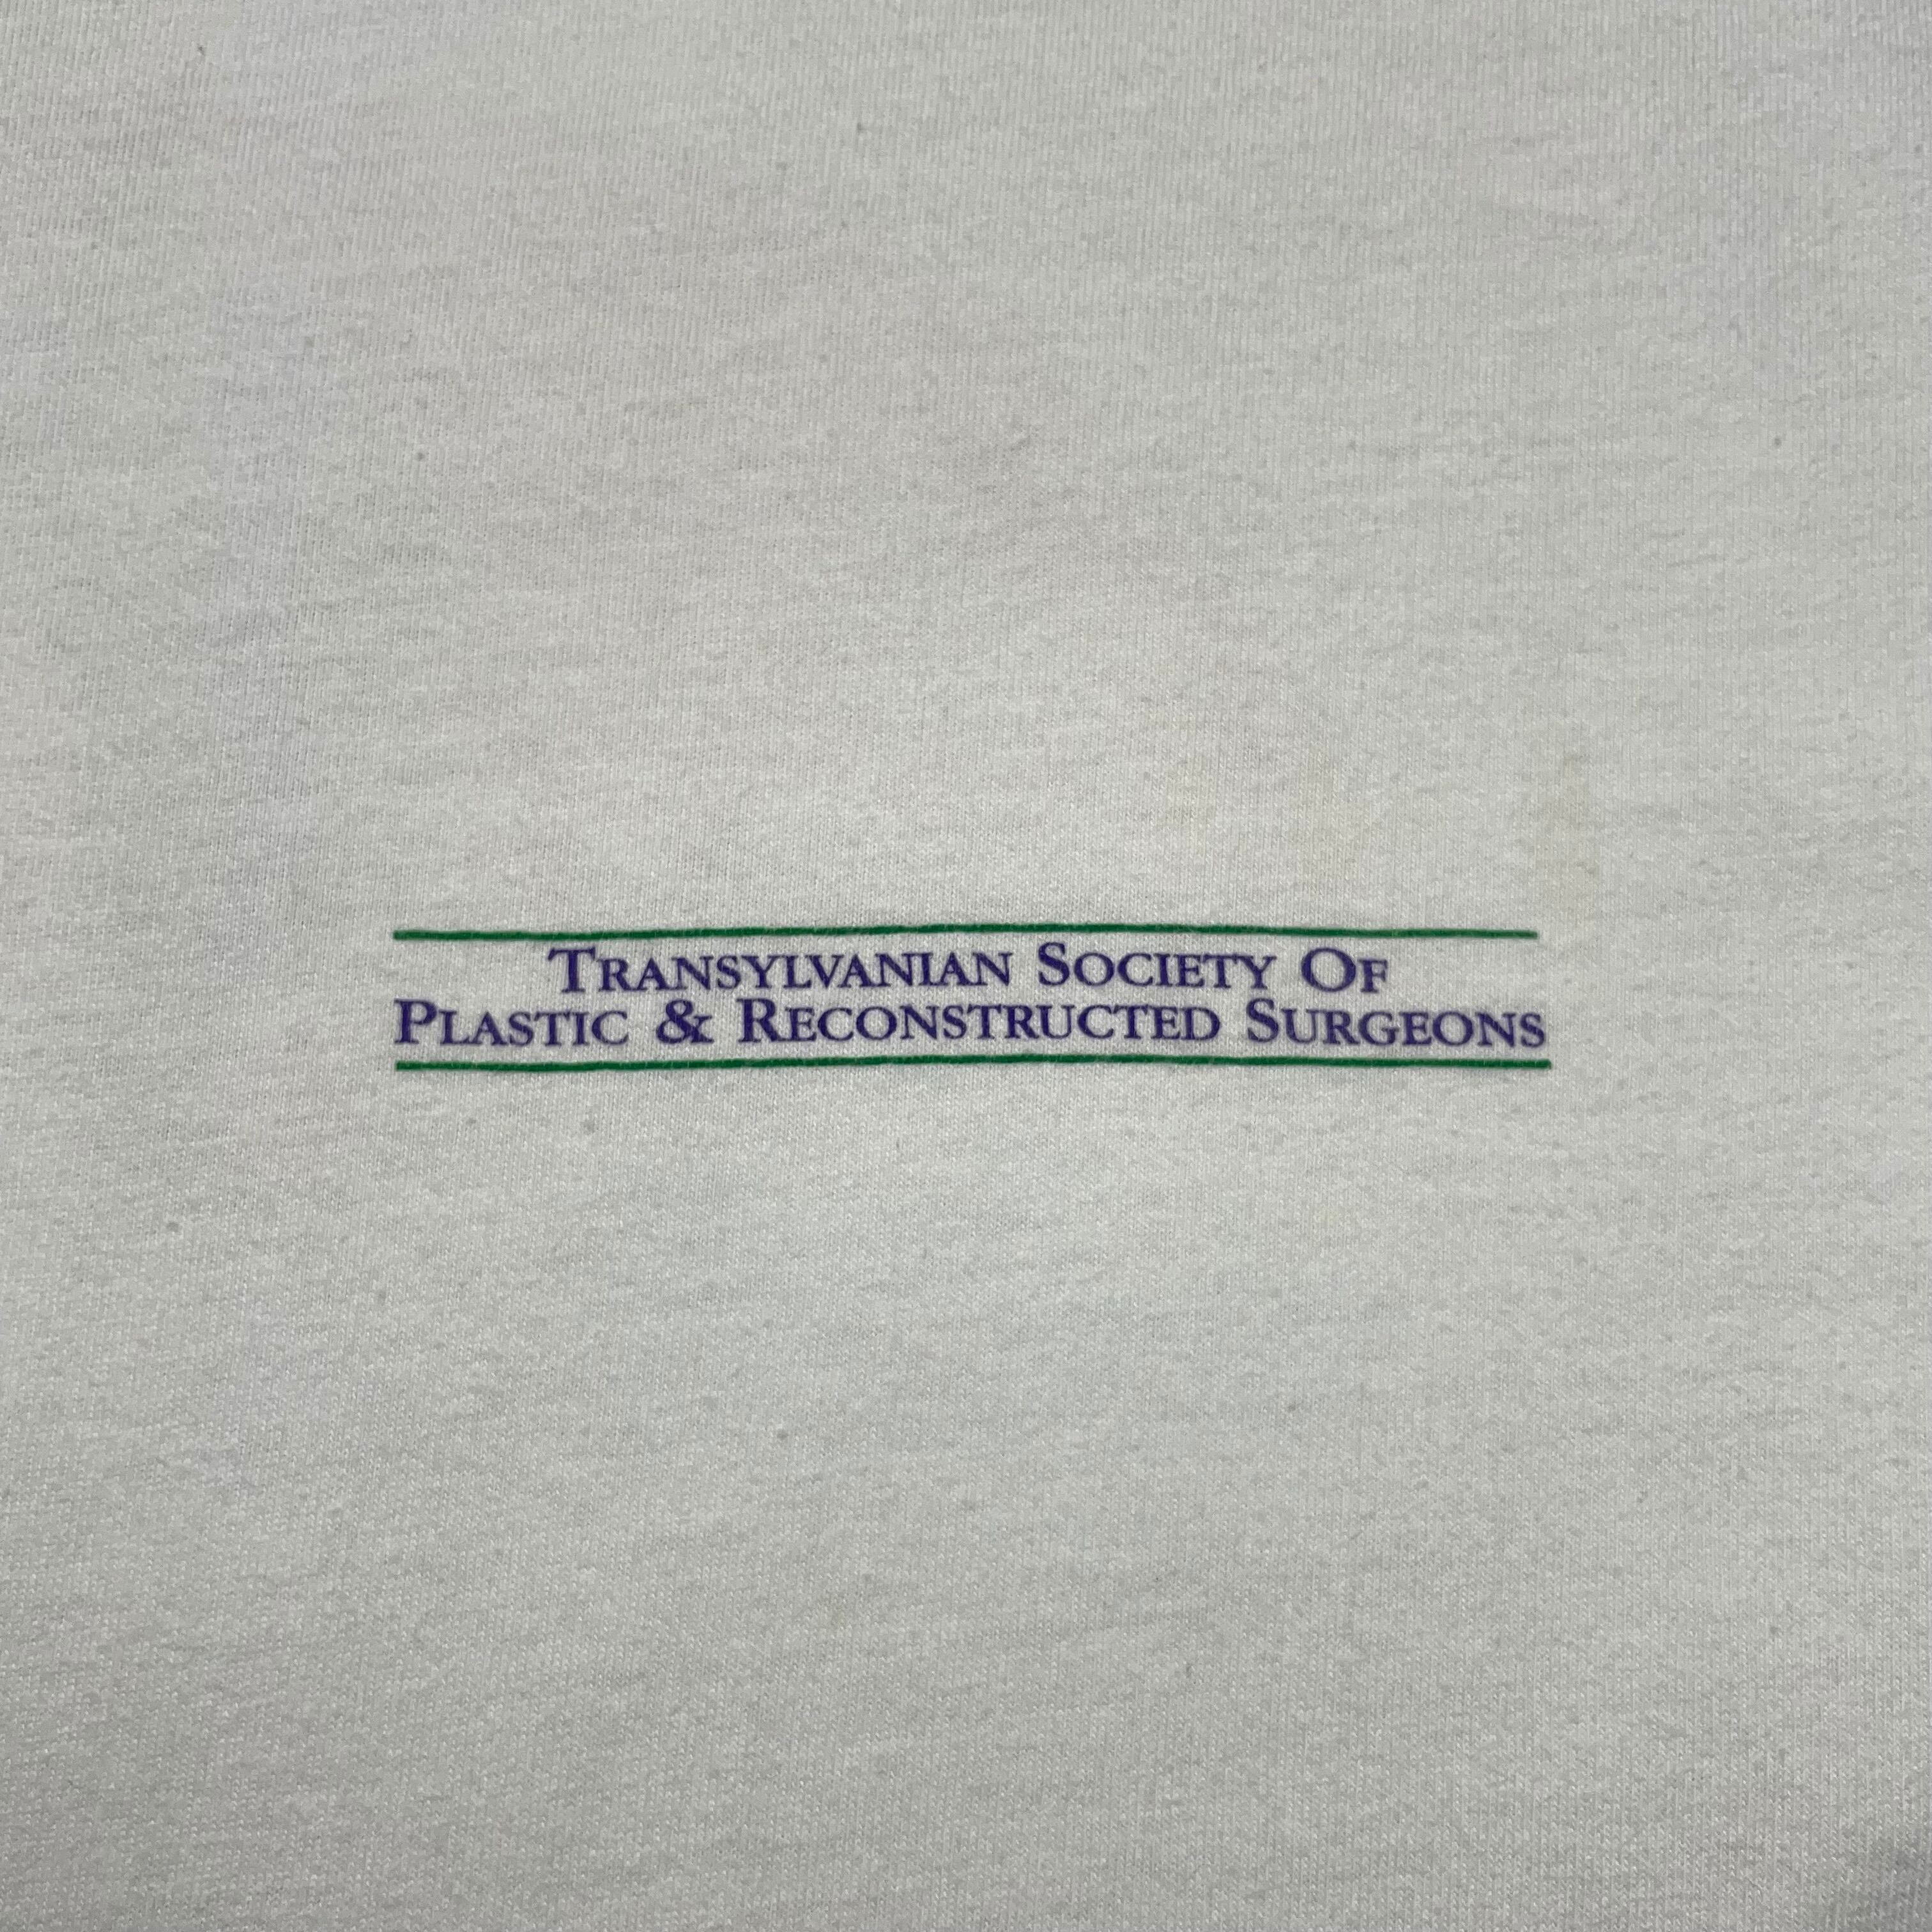 Transylvanian Society Of
Plastic & Reconstructed Surgeons